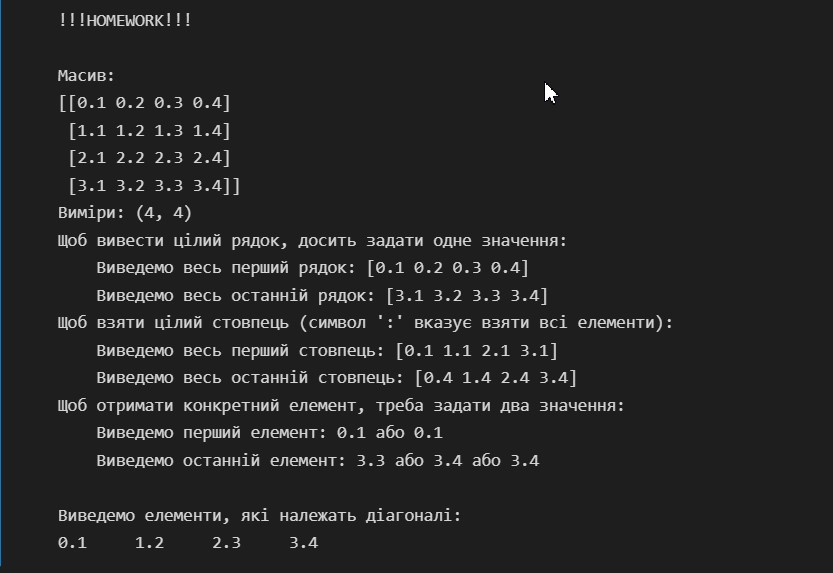 !!!HOMEWORK!!!
Масив:
[[0.1 0.2 0.3 0.4]
[1.1 1.2 1.3 1.4]
[2.1 2.2 2.3 2.4]
[3.1 3.2 3.3 3.4]]
Виміри: (4, 4)
Щоб вивести цілий рядок, досить задати одне значення:
Виведемо весь перший рядок: [0.1 0.2 0.3 0.4]
Виведемо весь останній рядок: [3.1 3.2 3.3 3.4]
Щоб взяти цілий стовпець (символ ':' вказує взяти всі елементи):
Виведемо весь перший стовпець: [0.1 1.1 2.1 3.1]
Виведемо весь останній стовпець: [0.4 1.4 2.4 3.4]
Щоб отримати конкретний елемент, треба задати два значення:
Виведемо перший елемент: 0.1 або 0.1
Виведемо останній елемент: 3.3 або 3.4 або 3.4
Виведемо елементи, які належать діагоналі:
0.1 1.2 2.3 3.4